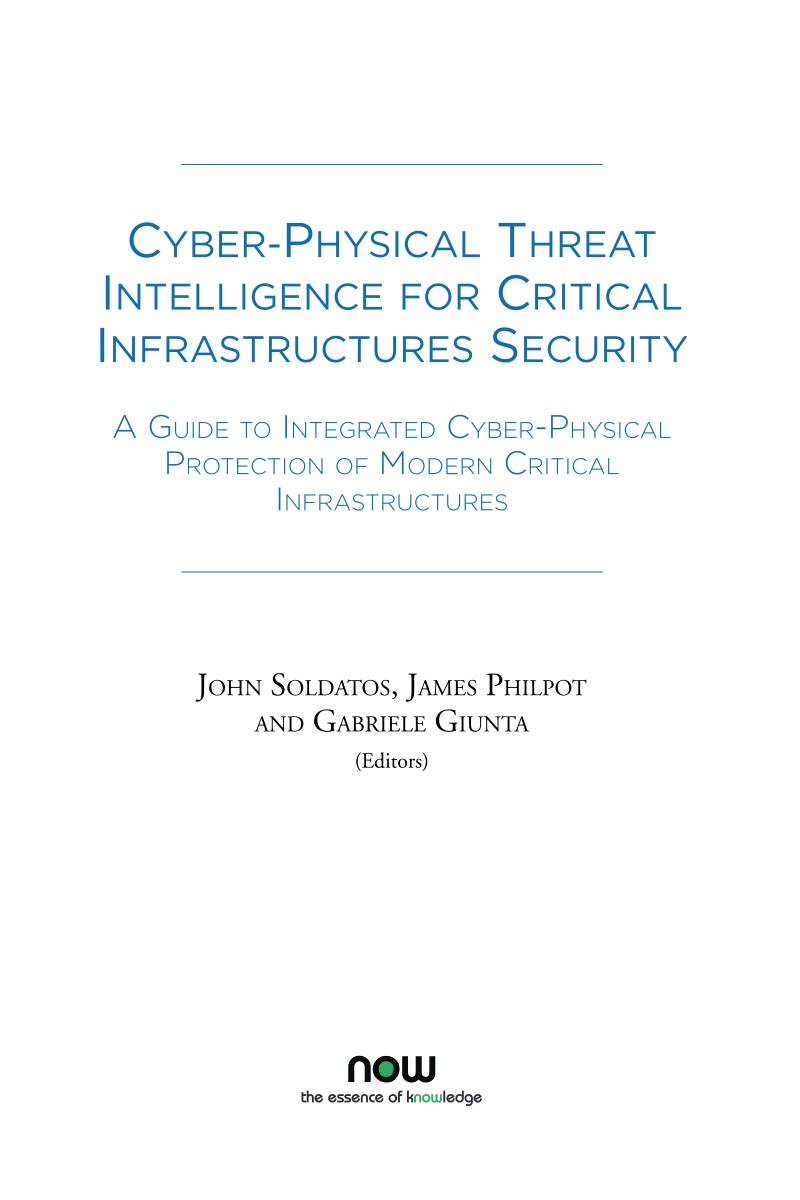 Cyber-Physical Threat
Intelligence for Critical
Infrastructures Security
A Guide to Integrated Cyber-Physical
Protection of Modern Critical
Infrastructures
John Soldatos, James Philpot
and Gabriele Giunta
(Editors)
now
the essence of knowledge